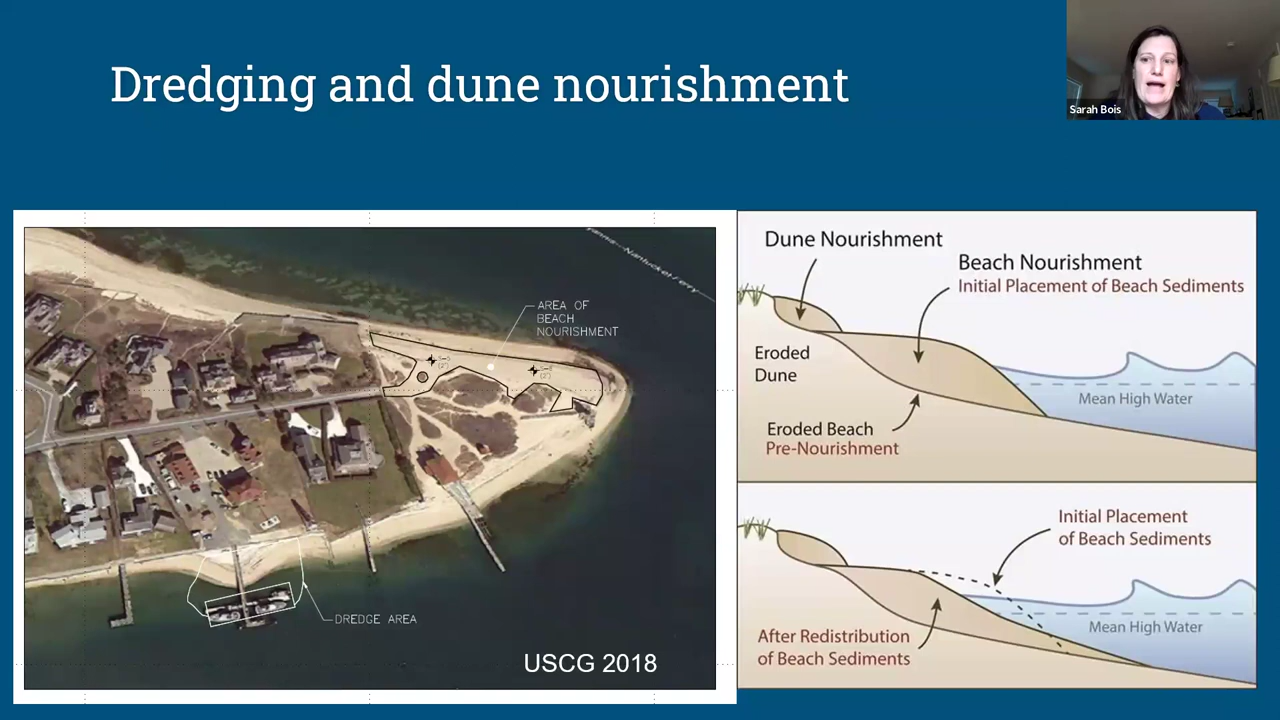 Dredging and dune nourishment
Sarah Bois
Nantucket Ferry
AREA OF
BEACH
NOURISHMENT
DREDGE AREA
USCG 2018
Dune Nourishment
Beach Nourishment
Initial Placement of Beach Sediments
Eroded
Dune
Mean High Water
Eroded Beach
Pre-Nourishment
Initial Placement
of Beach Sediments
Mean High Water
After Redistribution
of Beach Sediments